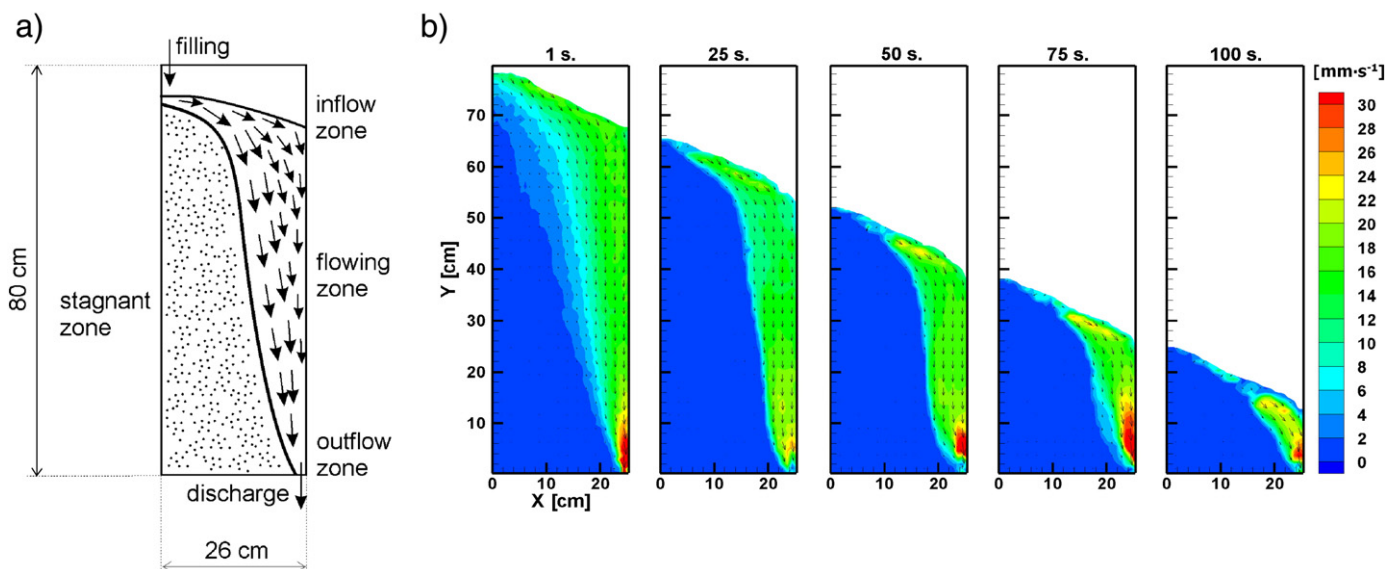 a)
filling
80 cm
inflow
zone
stagnant
zone
flowing
zone
outflow
zone
discharge
26 cm
b)
1 s. 25 s. 50 s. 75 s. 100 s.
[mm·s⁻¹]
Y [cm]
70
60
50
40
30
20
10
0 10 20 0 10 20 0 10 20 0 10 20 0 10 20
X [cm]
30
28
26
24
22
20
18
16
14
12
10
8
6
4
2
0